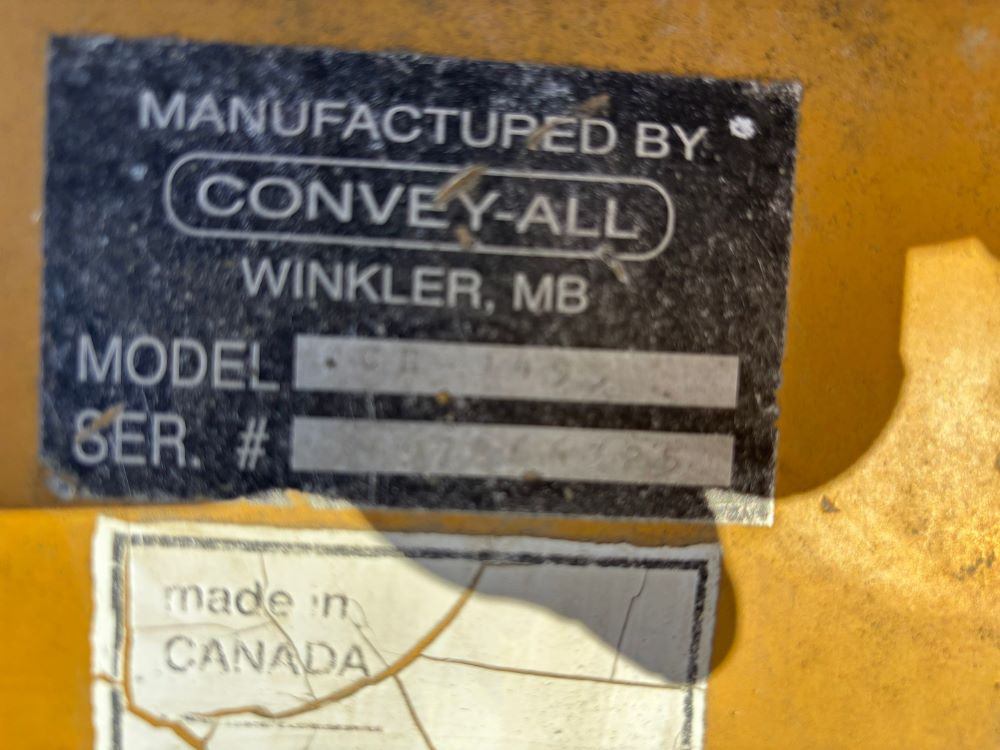 MANUFACTURED BY
CONVEY-ALL
WINKLER, MB
MODEL
SER. #
made in
CANADA